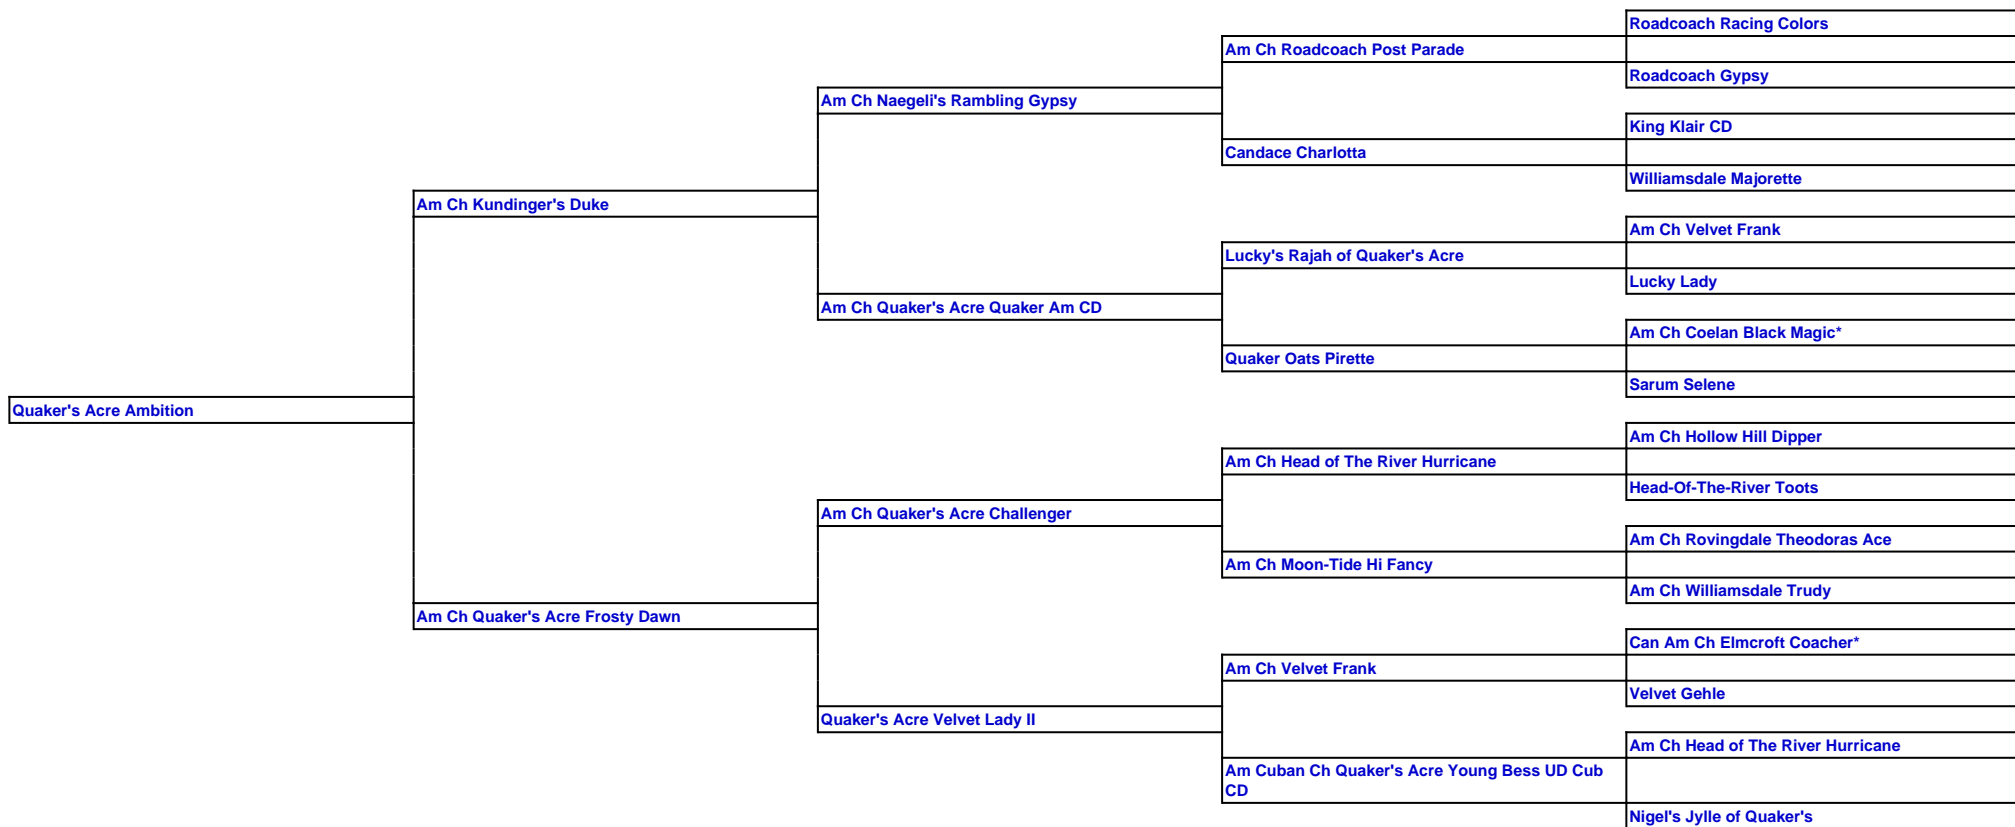 Roadcoach Racing Colors
Am Ch Roadcoach Post Parade
Roadcoach Gypsy
Am Ch Naegeli's Rambling Gypsy
King Klair CD
Candace Charlotta
Williamsdale Majorette
Am Ch Kundinger's Duke
Am Ch Velvet Frank
Lucky's Rajah of Quaker's Acre
Lucky Lady
Am Ch Quaker's Acre Quaker Am CD
Am Ch Coelan Black Magic*
Quaker Oats Pirette
Sarum Selene
Quaker's Acre Ambition
Am Ch Hollow Hill Dipper
Am Ch Head of The River Hurricane
Head-Of-The-River Toots
Am Ch Quaker's Acre Challenger
Am Ch Rovingdale Theodoras Ace
Am Ch Moon-Tide Hi Fancy
Am Ch Williamsdale Trudy
Am Ch Quaker's Acre Frosty Dawn
Can Am Ch Elmcroft Coacher*
Am Ch Velvet Frank
Velvet Gehle
Quaker's Acre Velvet Lady II
Am Ch Head of The River Hurricane
Am Cuban Ch Quaker's Acre Young Bess UD Cub
CD
Nigel's Jylle of Quaker's